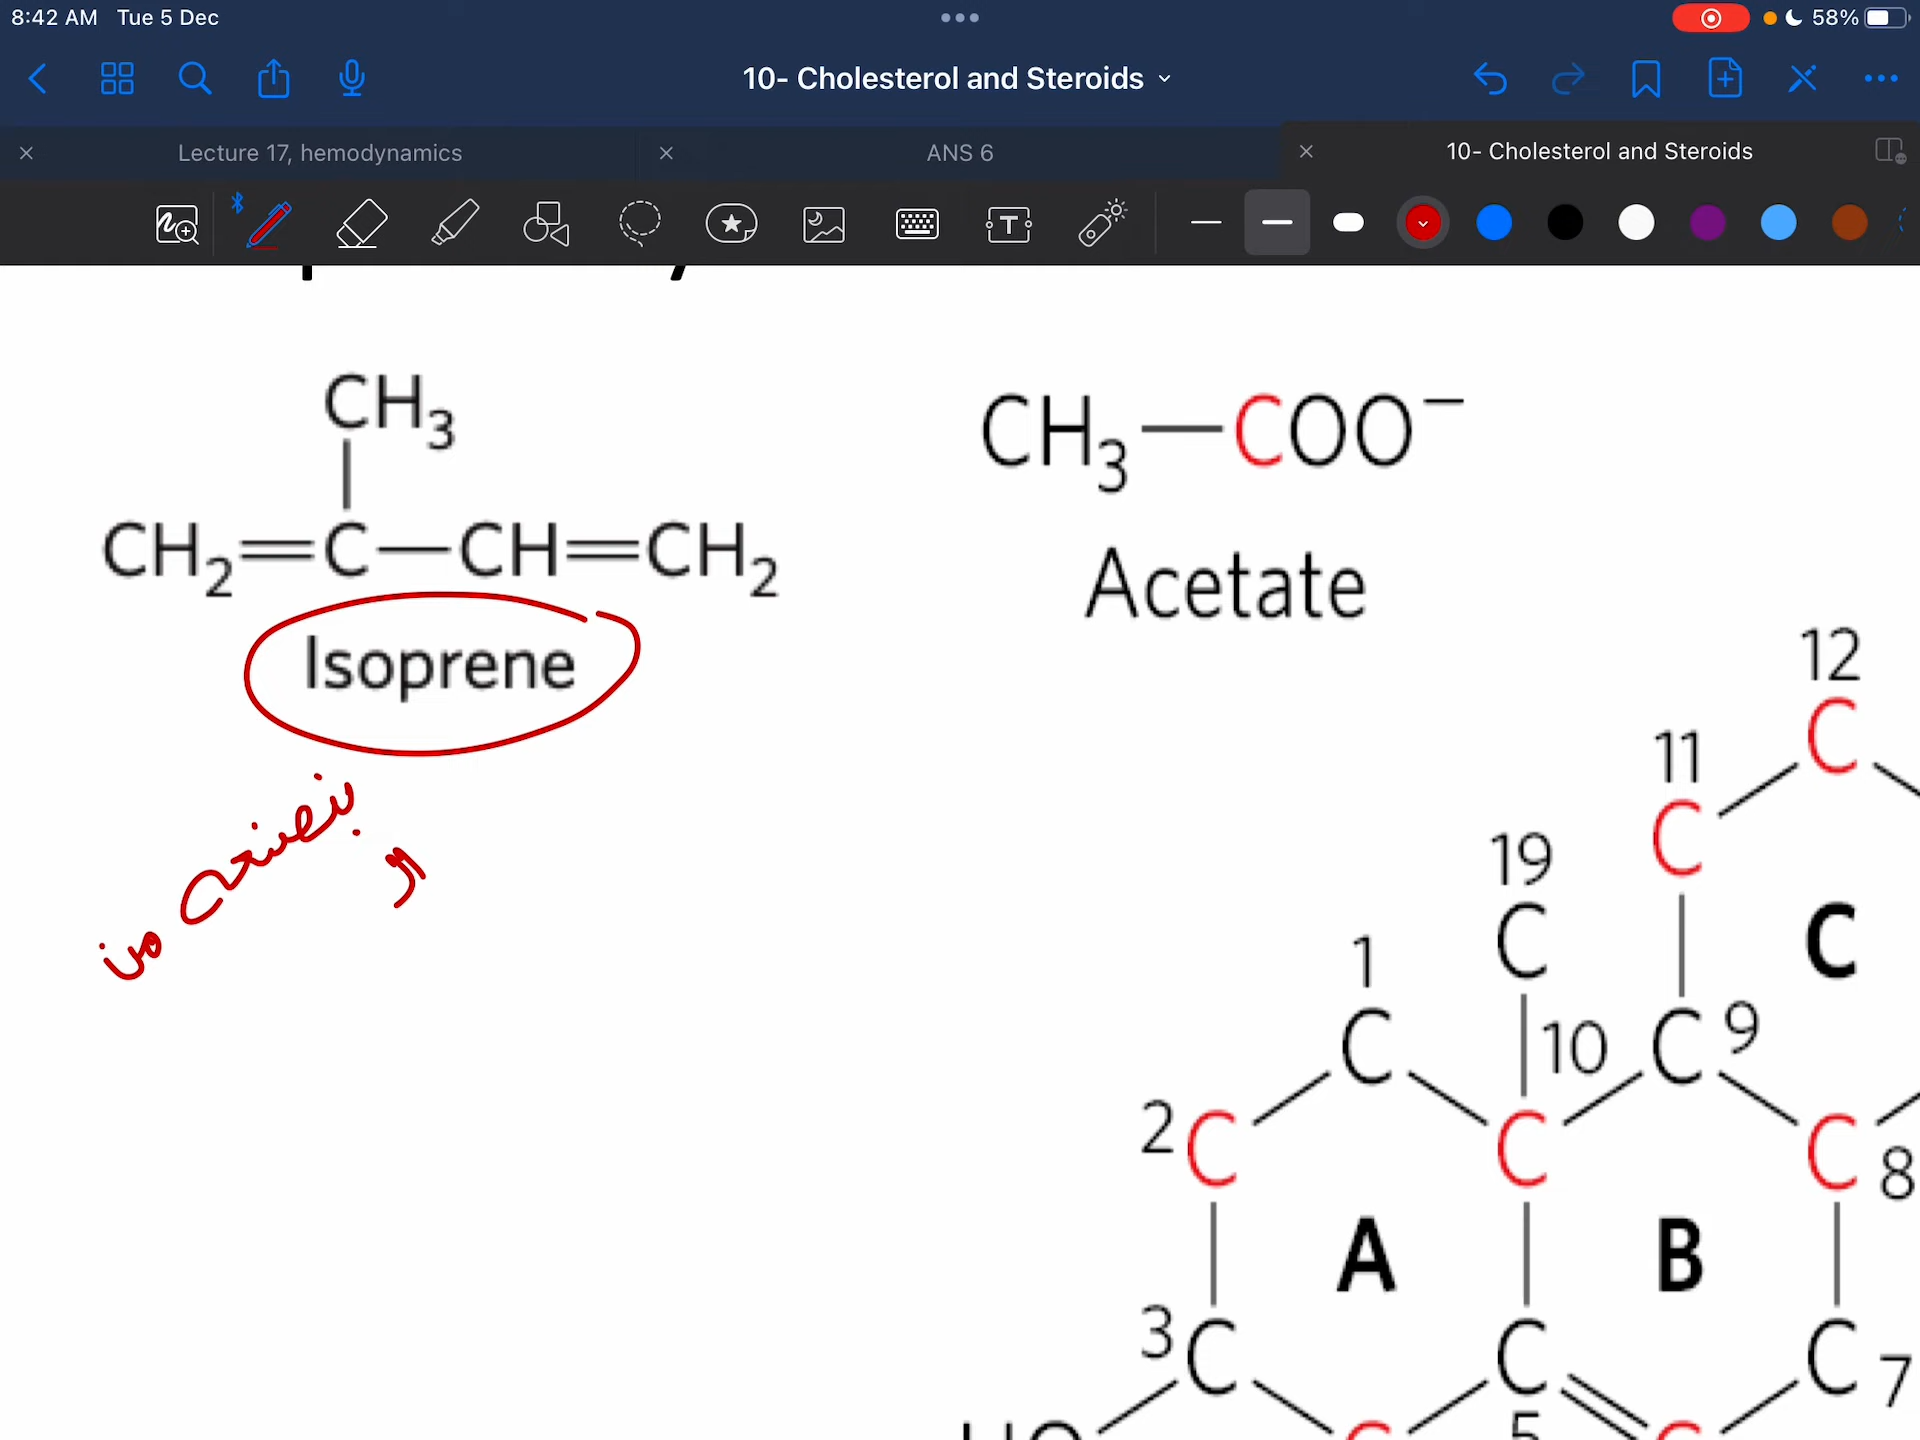 8:42 AM Tue 5 Dec
58%
10- Cholesterol and Steroids
Lecture 17, hemodynamics
ANS 6
10- Cholesterol and Steroids
T
CH3
CH2=C—CH=CH2
Isoprene
CH3—COO⁻
Acetate
12
C
11
C
19
C
C
1
C
10
C
9
2
C
C
C
8
A
B
3
C
C
C
7
HO
C
5
C